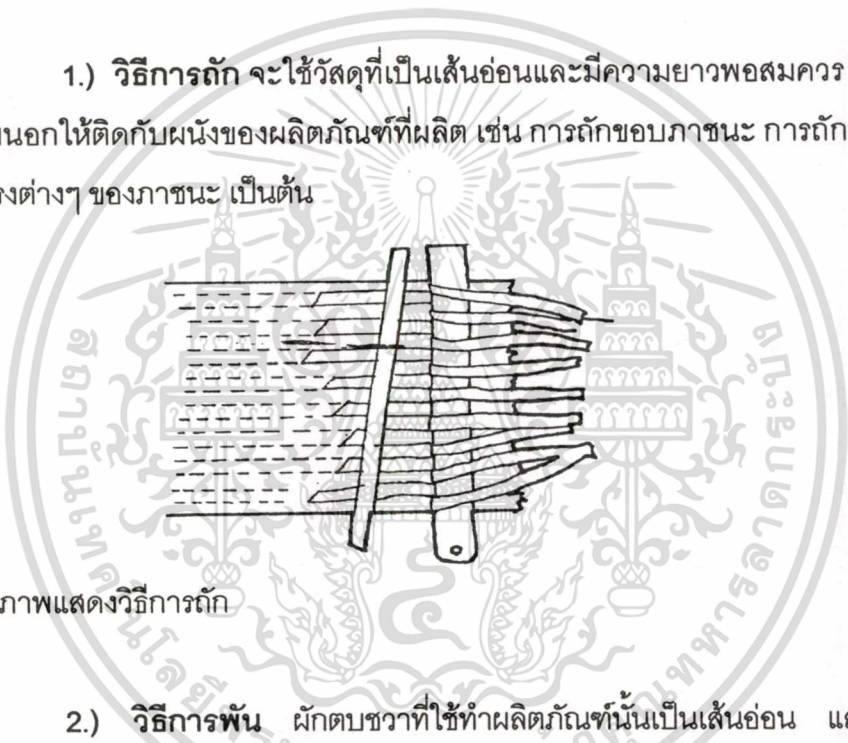 1.) วิธีการถัก จะใช้วัสดุที่เป็นเส้นอ่อนและมีความยาวพอสมควร
นอกให้ติดกับผนังของผลิตภัณฑ์ที่ผลิต เช่น การถักขอบภาชนะ การถัก
ต่างๆ ของภาชนะ เป็นต้น
ภาพแสดงวิธีการถัก
2.) วิธีการพัน ผักตบชวาที่ใช้ทำผลิตภัณฑ์นั้นเป็นเส้นอ่อน